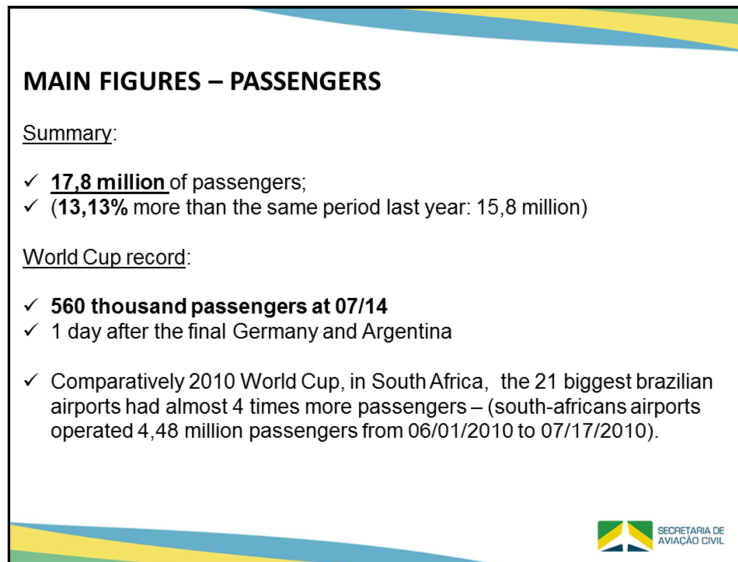 MAIN FIGURES – PASSENGERS
Summary:
✓ 17,8 million of passengers;
✓ (13,13% more than the same period last year: 15,8 million)
World Cup record:
✓ 560 thousand passengers at 07/14
✓ 1 day after the final Germany and Argentina
✓ Comparatively 2010 World Cup, in South Africa, the 21 biggest brazilian
airports had almost 4 times more passengers – (south-africans airports
operated 4,48 million passengers from 06/01/2010 to 07/17/2010).
SECRETARIA DE
AVIAÇÃO CIVIL